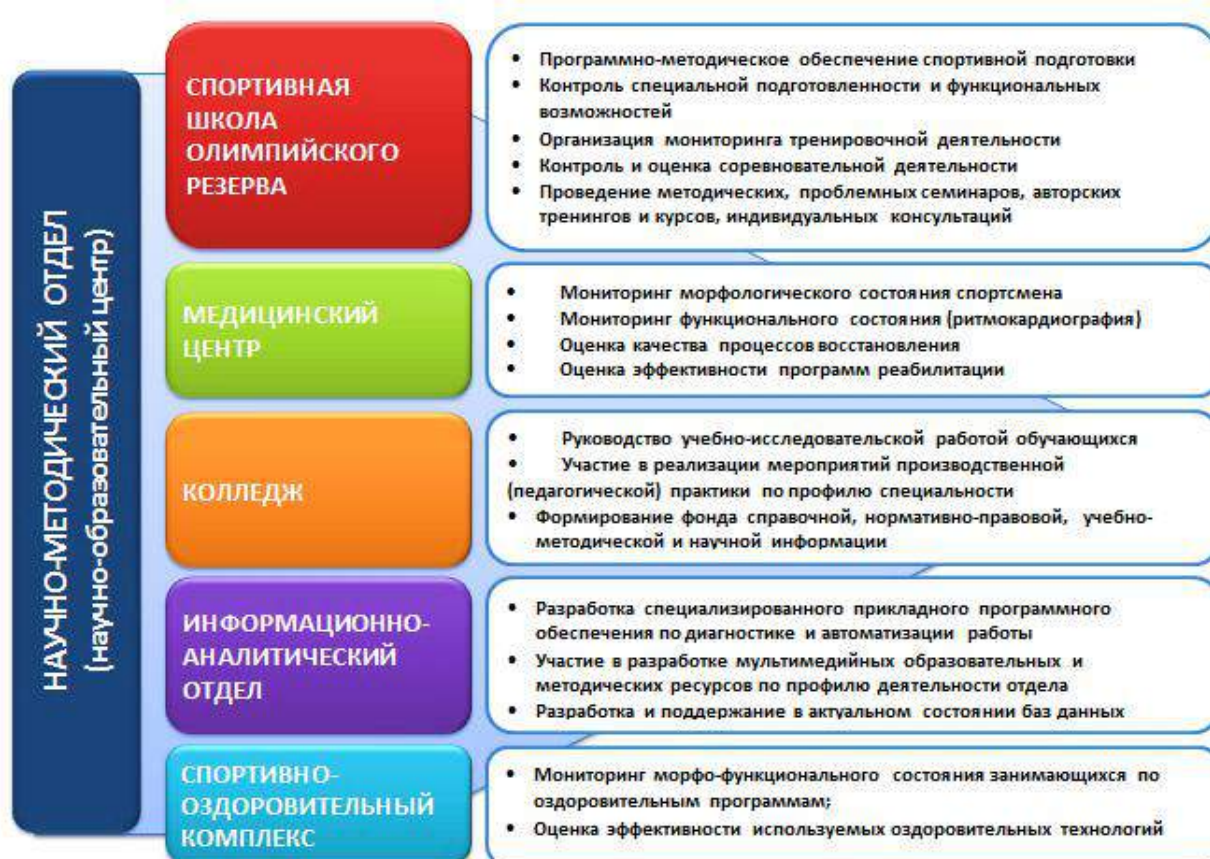 НАУЧНО-МЕТОДИЧЕСКИЙ ОТДЕЛ
(научно-образовательный центр)
СПОРТИВНАЯ
ШКОЛА
ОЛИМПИЙСКОГО
РЕЗЕРВА
• Программно-методическое обеспечение спортивной подготовки
• Контроль специальной подготовленности и функциональных
возможностей
• Организация мониторинга тренировочной деятельности
• Контроль и оценка соревновательной деятельности
• Проведение методических, проблемных семинаров, авторских
тренингов и курсов, индивидуальных консультаций
МЕДИЦИНСКИЙ
ЦЕНТР
• Мониторинг морфологического состояния спортсмена
• Мониторинг функционального состояния (ритмокардиография)
• Оценка качества процессов восстановления
• Оценка эффективности программ реабилитации
КОЛЛЕДЖ
• Руководство учебно-исследовательской работой обучающихся
• Участие в реализации мероприятий производственной
(педагогической) практики по профилю специальности
• Формирование фонда справочной, нормативно-правовой, учебно-
методической и научной информации
ИНФОРМАЦИОННО-
АНАЛИТИЧЕСКИЙ
ОТДЕЛ
• Разработка специализированного прикладного программного
обеспечения по диагностике и автоматизации работы
• Участие в разработке мультимедийных образовательных и
методических ресурсов по профилю деятельности отдела
• Разработка и поддержание в актуальном состоянии баз данных
СПОРТИВНО-
ОЗДОРОВИТЕЛЬНЫЙ
КОМПЛЕКС
• Мониторинг морфо-функционального состояния занимающихся по
оздоровительным программам;
• Оценка эффективности используемых оздоровительных технологий